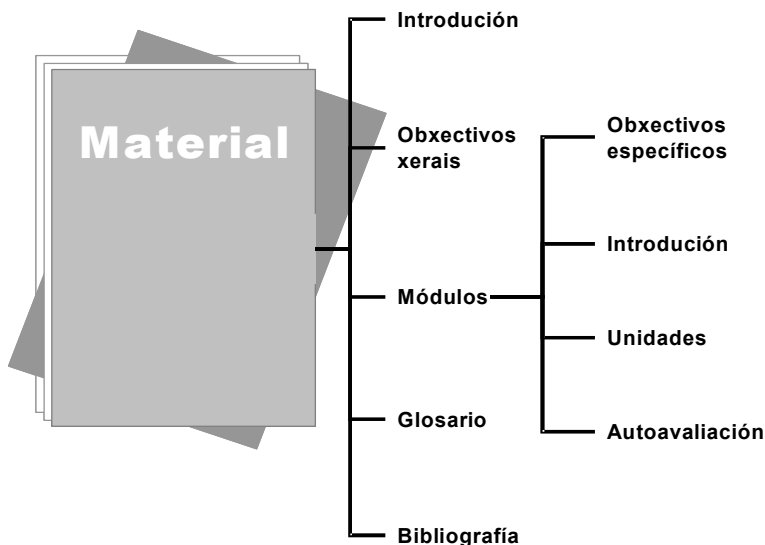 Material
Introdución
Obxectivos
xerais
Módulos
Glosario
Bibliografía
Obxectivos
específicos
Introdución
Unidades
Autoavaliación